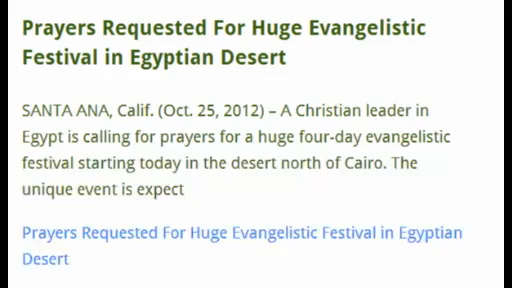 Prayers Requested For Huge Evangelistic
Festival in Egyptian Desert
SANTA ANA, Calif. (Oct. 25, 2012) – A Christian leader in
Egypt is calling for prayers for a huge four-day evangelistic
festival starting today in the desert north of Cairo. The
unique event is expect
Prayers Requested For Huge Evangelistic Festival in Egyptian
Desert